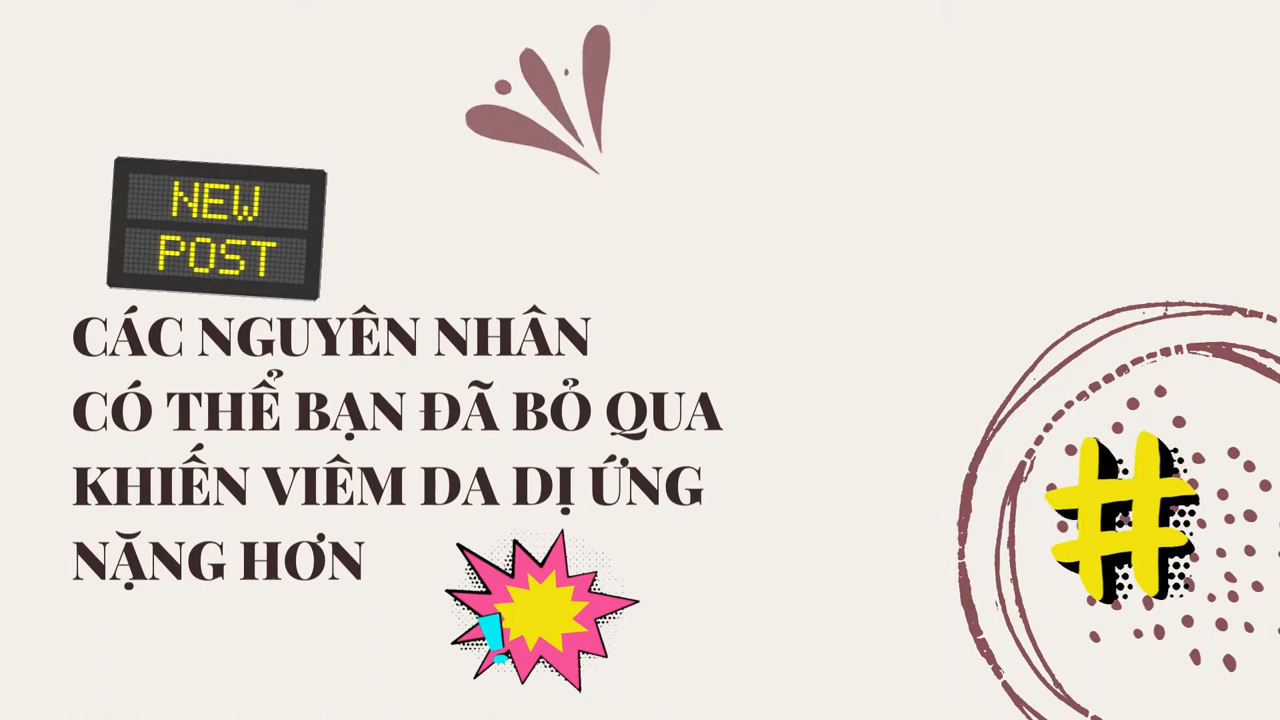 NEW
POST
CÁC NGUYÊN NHÂN
CÓ THỂ BẠN ĐÃ BỎ QUA
KHIẾN VIÊM DA DỊ ỨNG
NẶNG HƠN
#